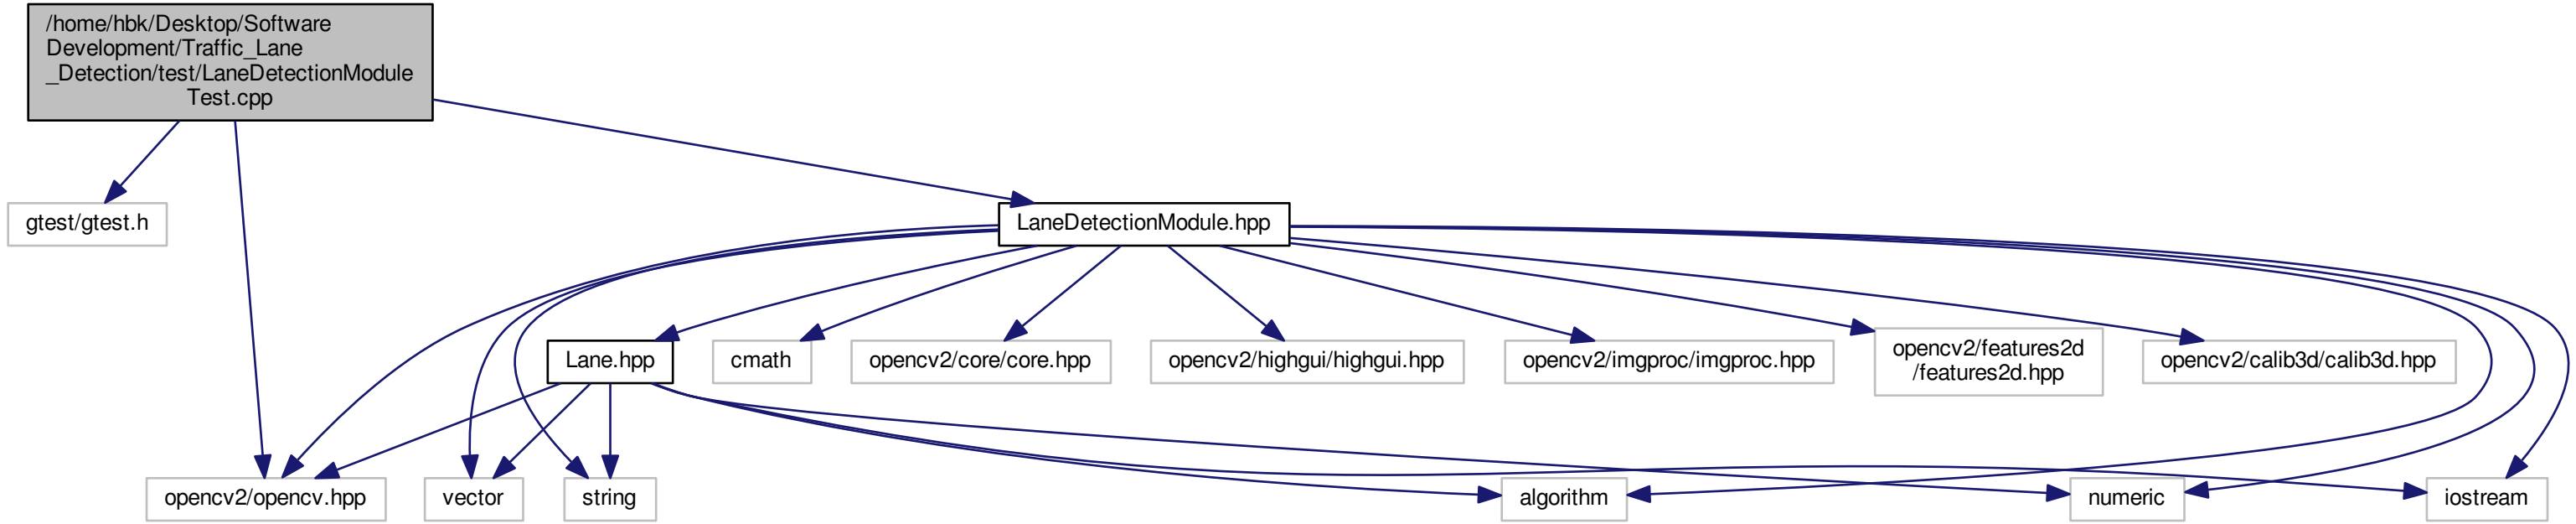 /home/hbk/Desktop/Software
Development/Traffic_Lane
_Detection/test/LaneDetectionModule
Test.cpp
gtest/gtest.h
LaneDetectionModule.hpp
Lane.hpp
cmath
opencv2/core/core.hpp
opencv2/highgui/highgui.hpp
opencv2/imgproc/imgproc.hpp
opencv2/features2d
/features2d.hpp
opencv2/calib3d/calib3d.hpp
opencv2/opencv.hpp
vector
string
algorithm
numeric
iostream